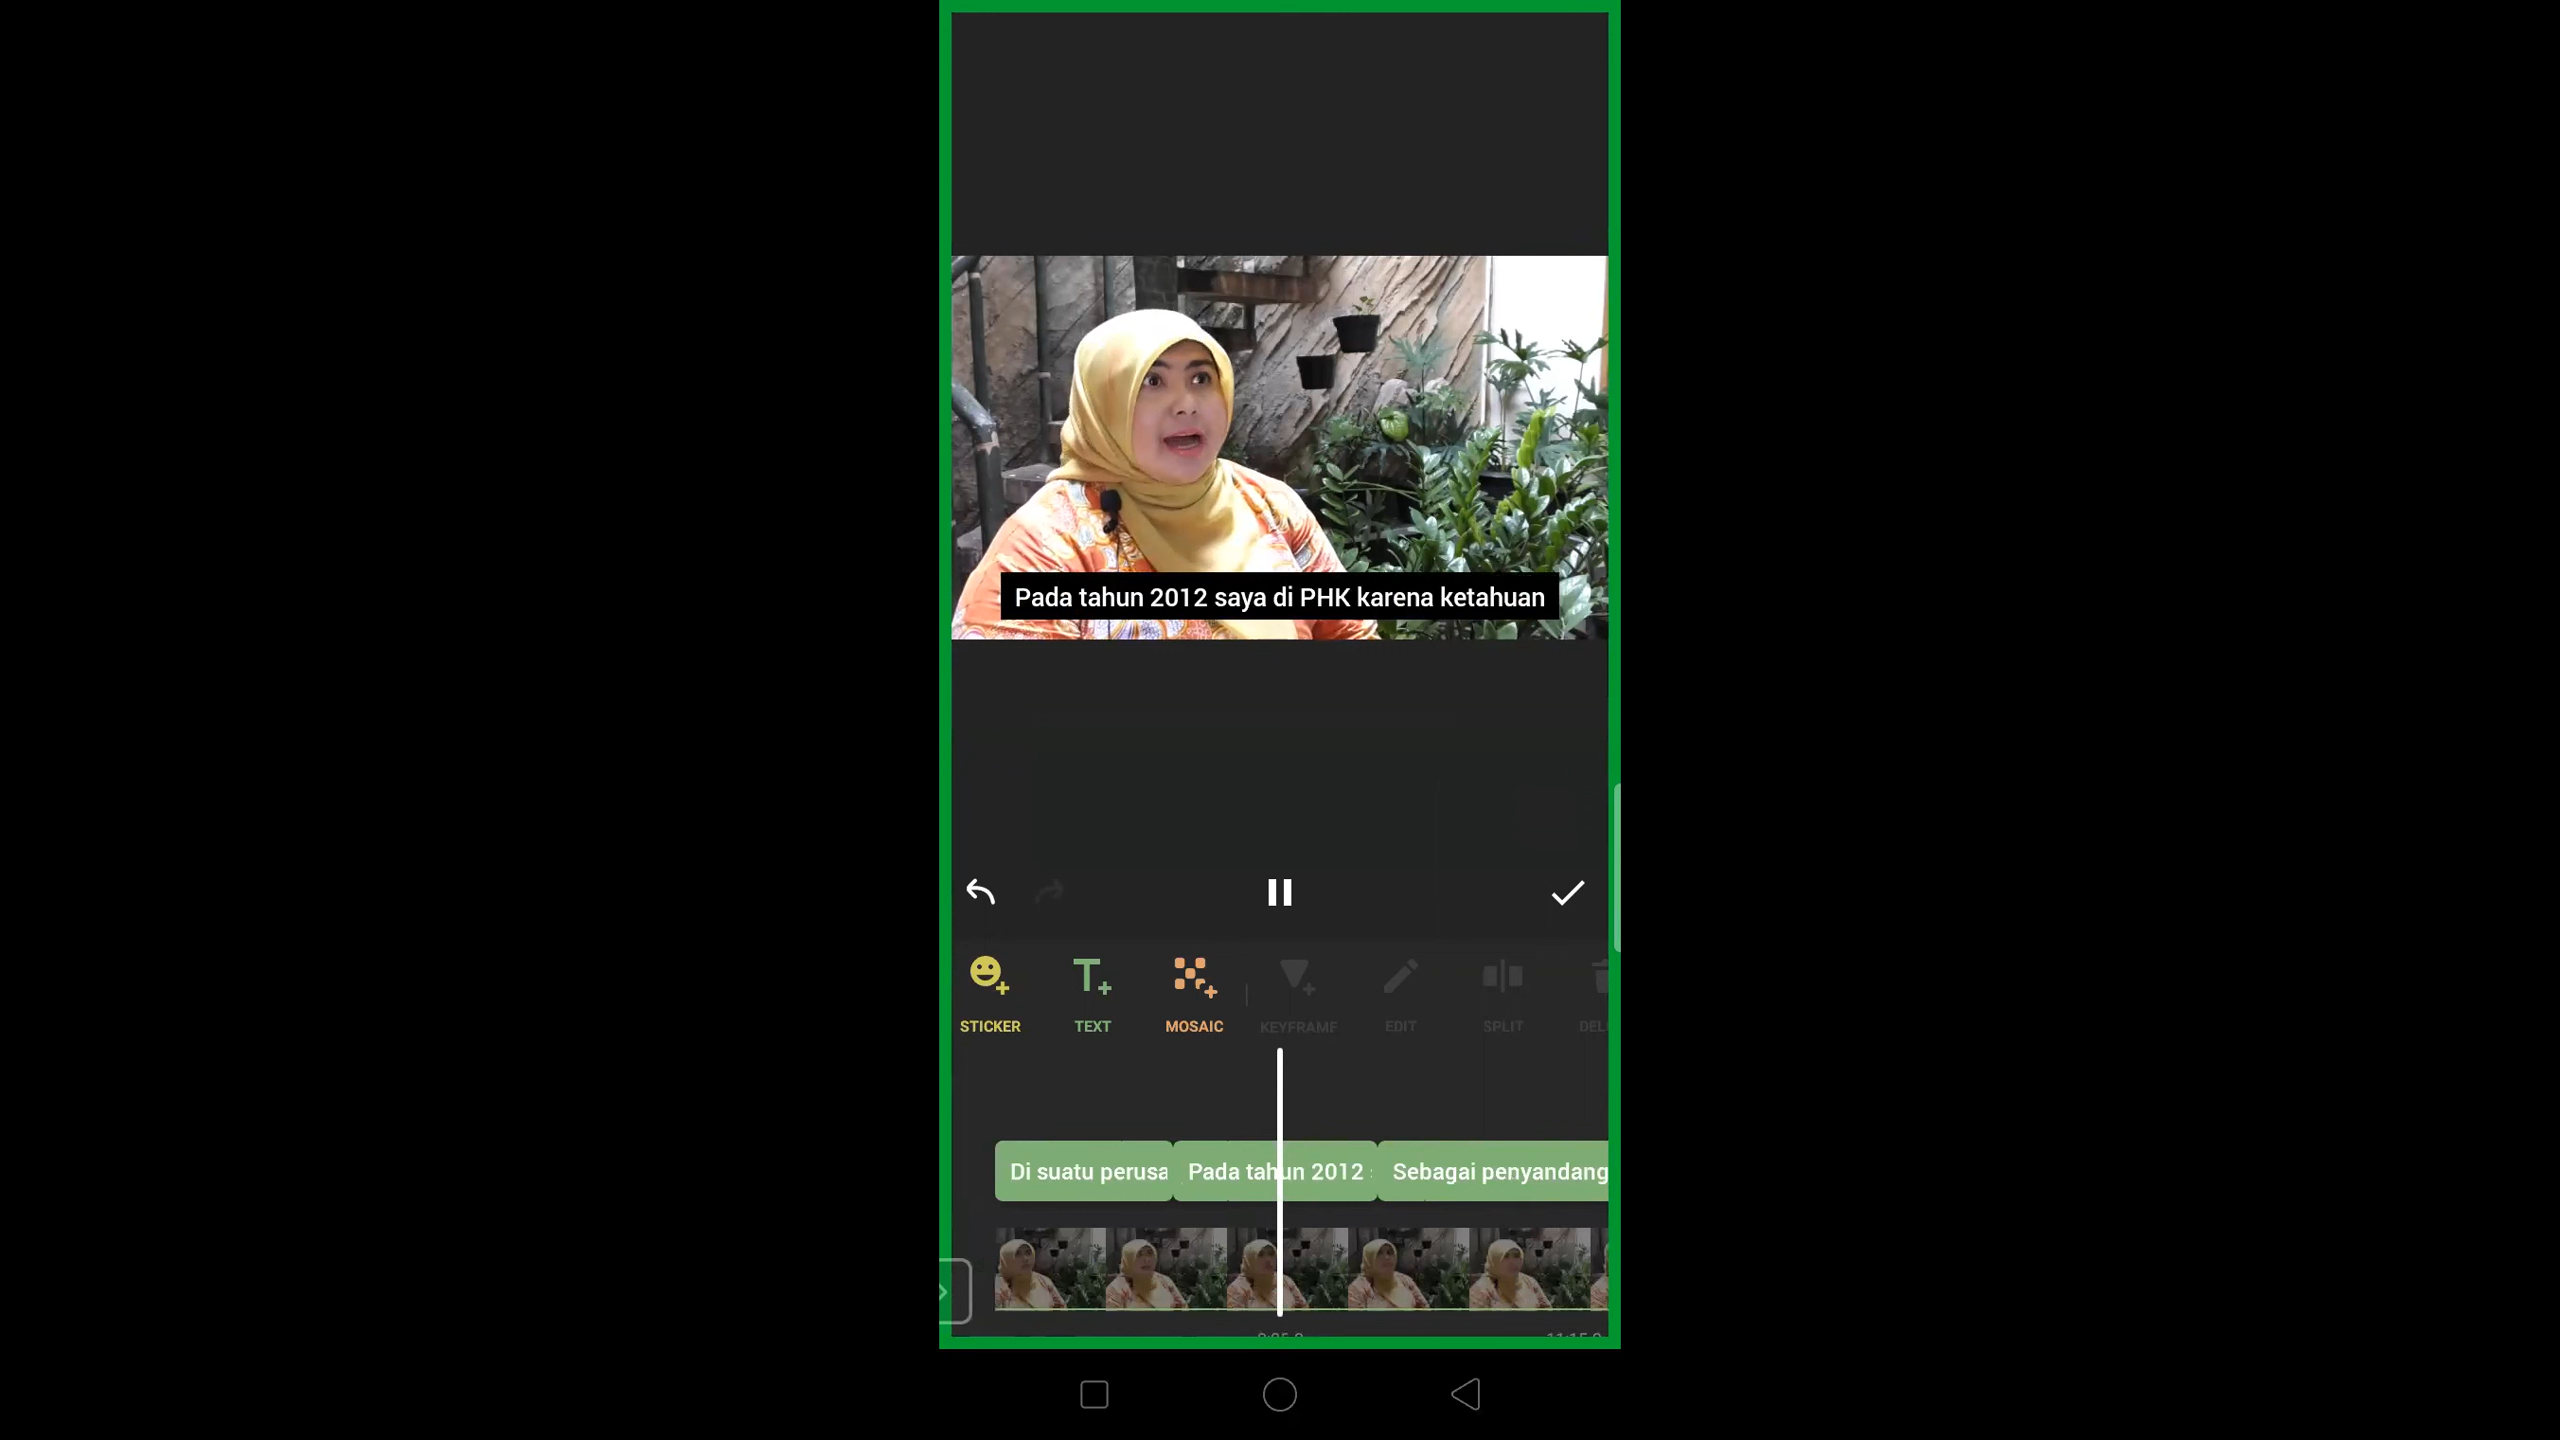 Pada tahun 2012 saya di PHK karena ketahuan
STICKER
TEXT
MOSAIC
KEYFRAME
EDIT
SPLIT
Di suatu perusa
Pada tahun 2012
Sebagai penyandang